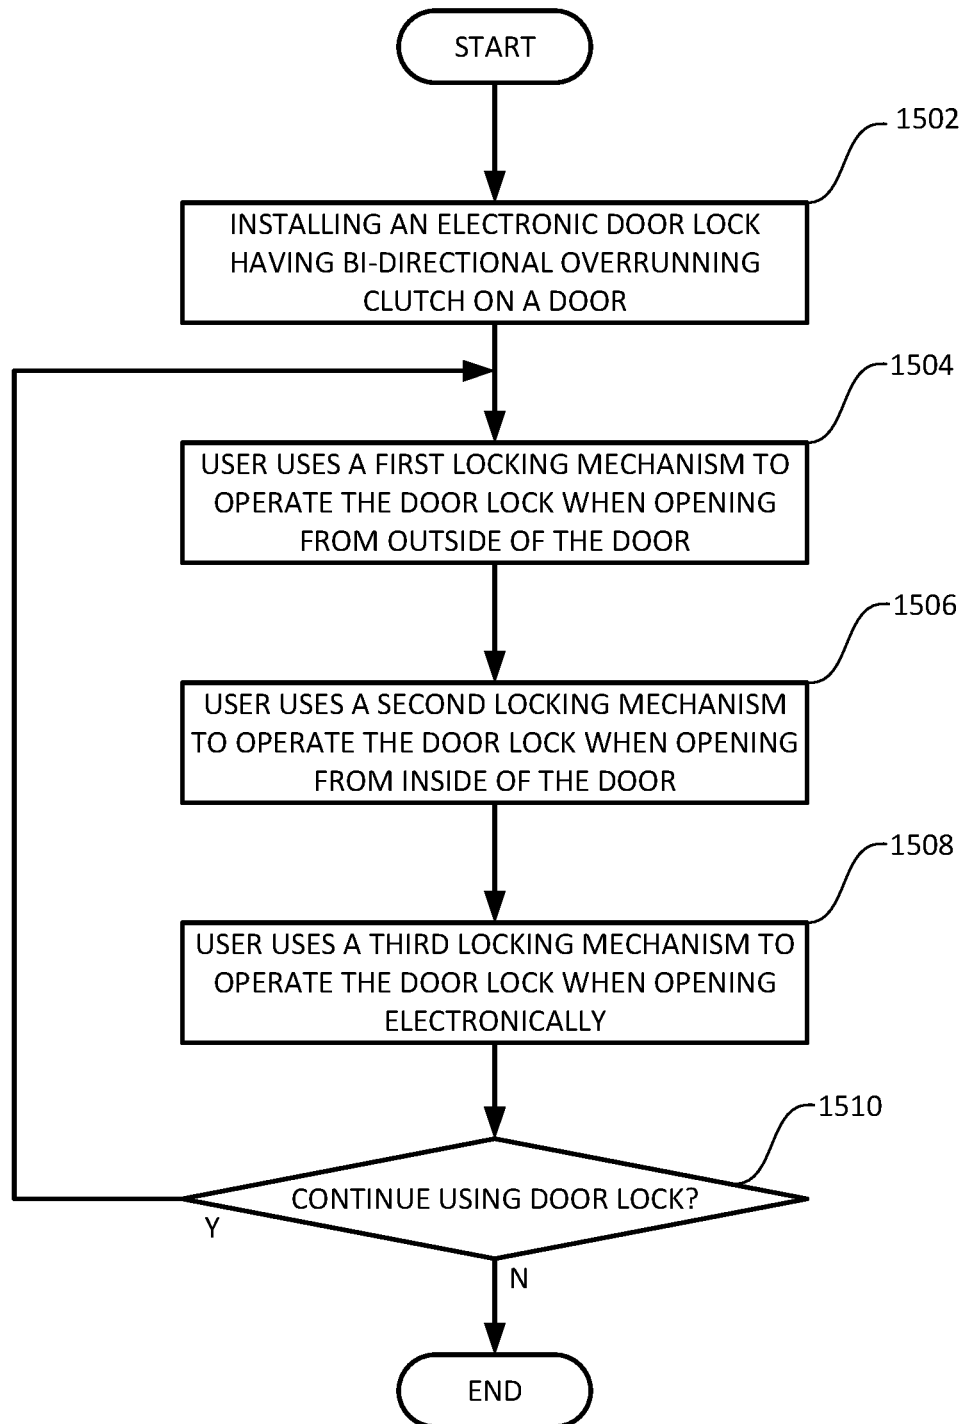 START
1502
INSTALLING AN ELECTRONIC DOOR LOCK
HAVING BI-DIRECTIONAL OVERRUNNING
CLUTCH ON A DOOR
1504
USER USES A FIRST LOCKING MECHANISM TO
OPERATE THE DOOR LOCK WHEN OPENING
FROM OUTSIDE OF THE DOOR
1506
USER USES A SECOND LOCKING MECHANISM
TO OPERATE THE DOOR LOCK WHEN OPENING
FROM INSIDE OF THE DOOR
1508
USER USES A THIRD LOCKING MECHANISM TO
OPERATE THE DOOR LOCK WHEN OPENING
ELECTRONICALLY
1510
CONTINUE USING DOOR LOCK?
Y
N
END